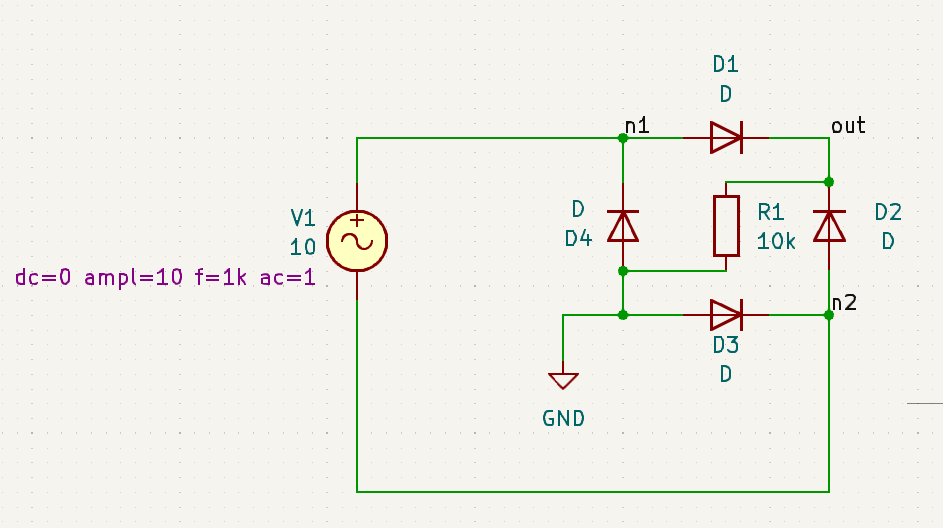 D1
D
n1
out
D
D4
R1
10k
D2
D
V1
10
dc=0 ampl=10 f=1k ac=1
n2
D3
D
GND